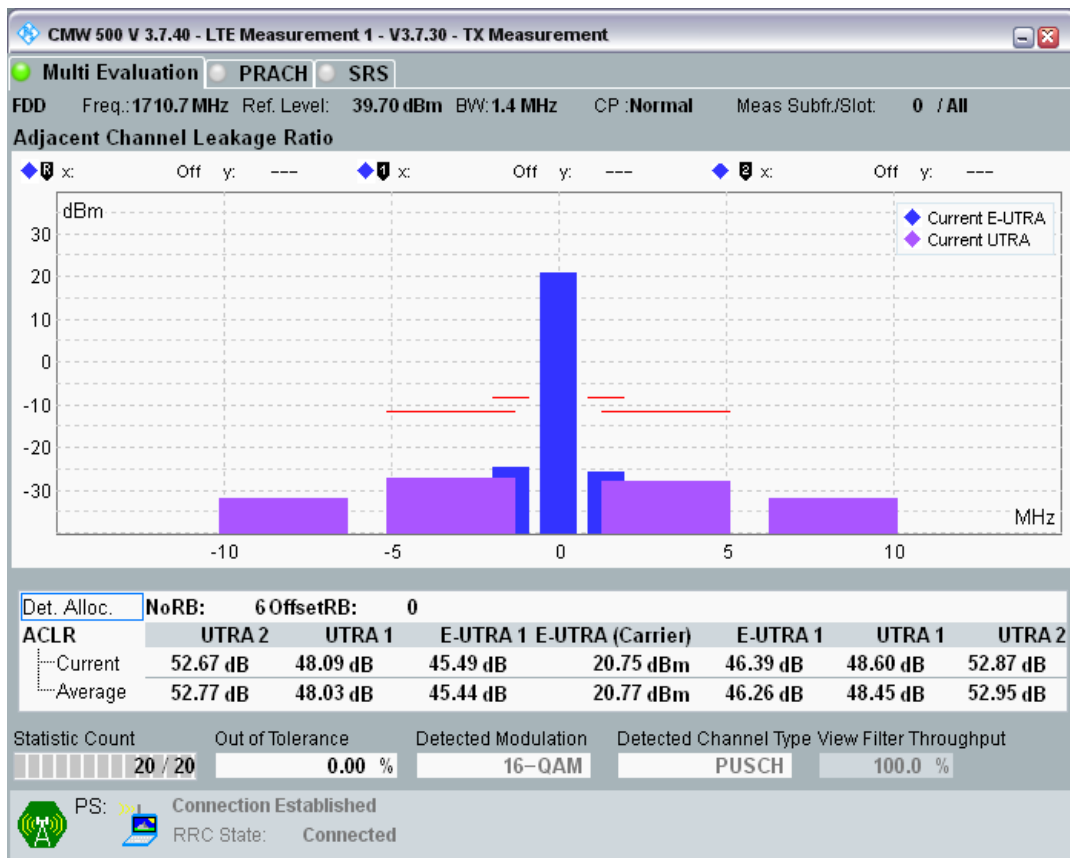 CMW 500 V 3.7.40 - LTE Measurement 1 - V3.7.30 - TX Measurement
Multi Evaluation PRACH SRS
FDD Freq.: 1710.7 MHz Ref. Level: 39.70 dBm BW: 1.4 MHz CP : Normal Meas Subfr./Slot: 0 / All
Adjacent Channel Leakage Ratio
R x: Off y: --- 1 x: Off y: --- 2 x: Off y: ---
dBm
Current E-UTRA
Current UTRA
30
20
10
0
-10
-20
-30
MHz
-10 -5 0 5 10
Det. Alloc. NoRB: 6 OffsetRB: 0
ACLR UTRA 2 UTRA 1 E-UTRA 1 E-UTRA (Carrier) E-UTRA 1 UTRA 1 UTRA 2
Current 52.67 dB 48.09 dB 45.49 dB 20.75 dBm 46.39 dB 48.60 dB 52.87 dB
Average 52.77 dB 48.03 dB 45.44 dB 20.77 dBm 46.26 dB 48.45 dB 52.95 dB
Statistic Count Out of Tolerance Detected Modulation Detected Channel Type View Filter Throughput
20 / 20 0.00 % 16-QAM PUSCH 100.0 %
PS: Connection Established
RRC State: Connected